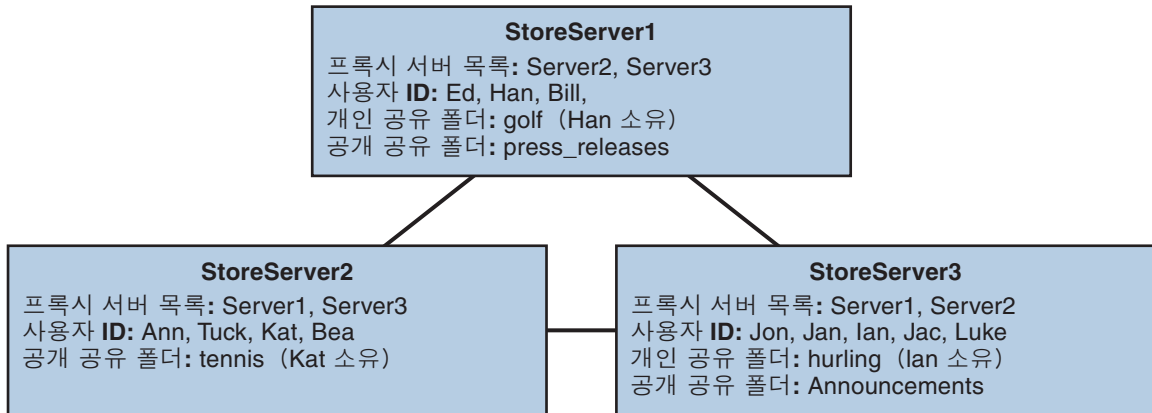 StoreServer1
프록시 서버 목록: Server2, Server3
사용자 ID: Ed, Han, Bill,
개인 공유 폴더: golf (Han 소유)
공개 공유 폴더: press_releases
StoreServer2
프록시 서버 목록: Server1, Server3
사용자 ID: Ann, Tuck, Kat, Bea
공개 공유 폴더: tennis (Kat 소유)
StoreServer3
프록시 서버 목록: Server1, Server2
사용자 ID: Jon, Jan, Ian, Jac, Luke
개인 공유 폴더: hurling (Ian 소유)
공개 공유 폴더: Announcements